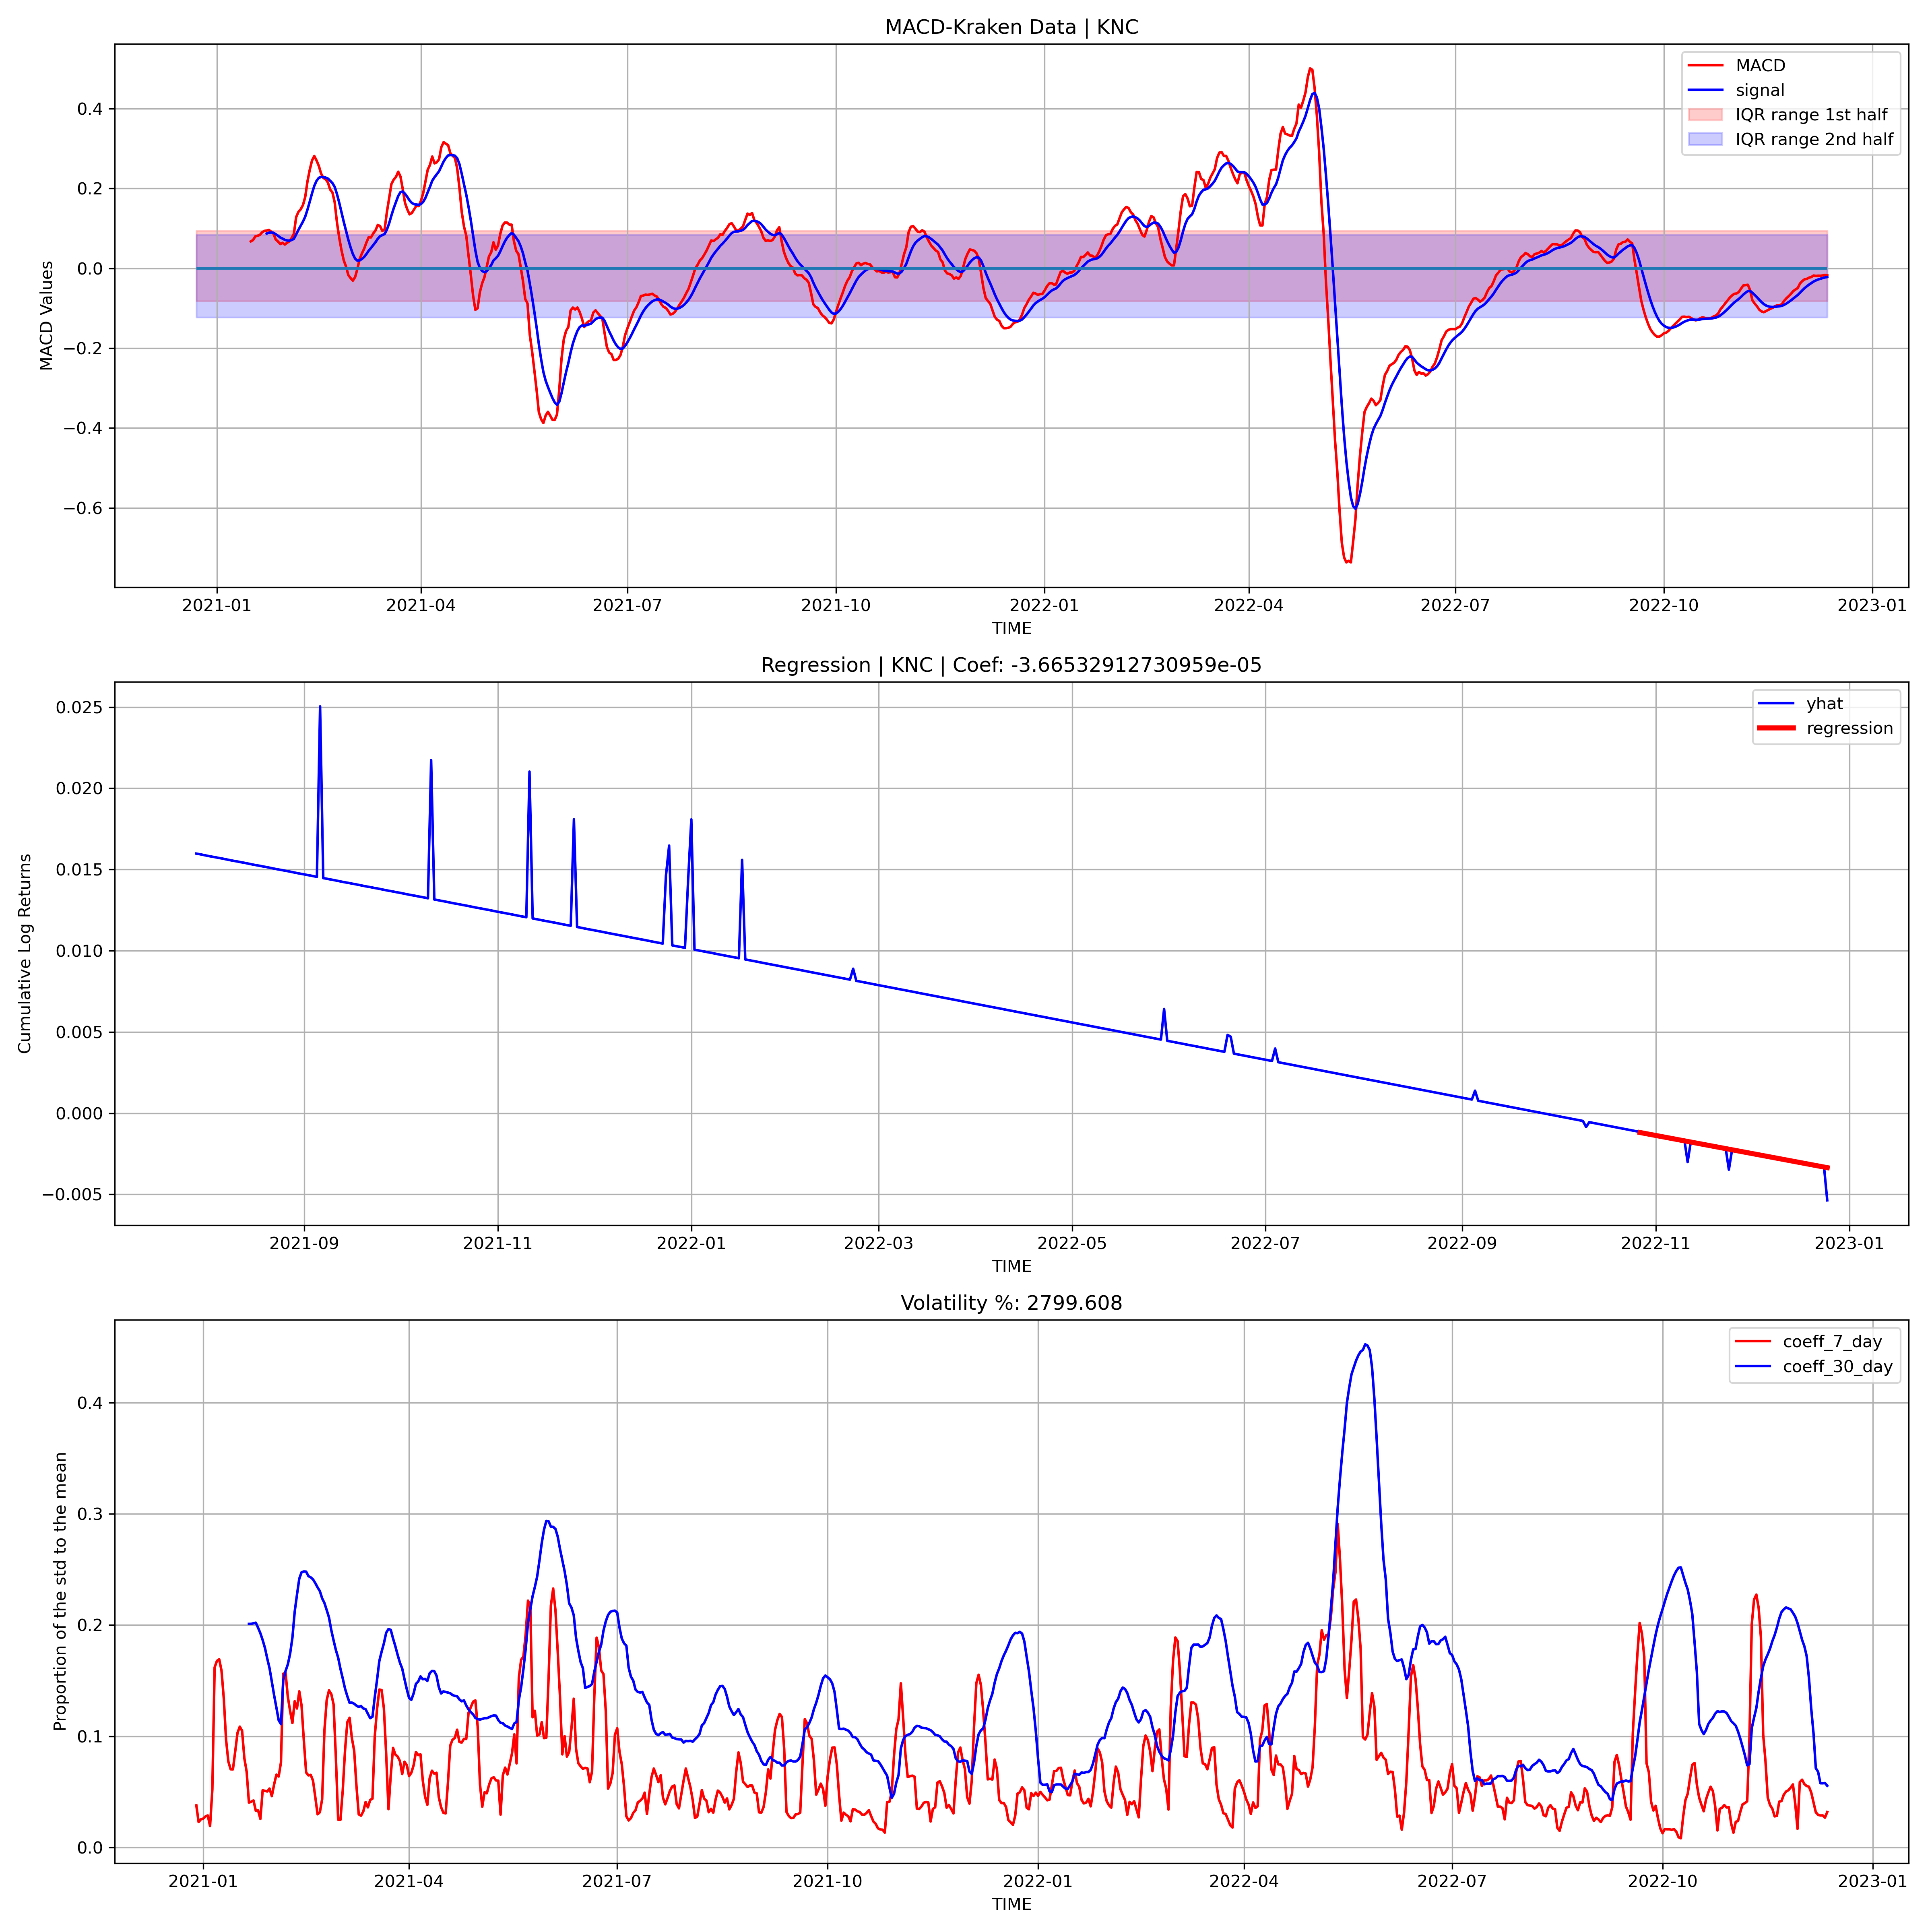 MACD-Kraken Data | KNC
MACD Values
0.4
0.2
0.0
−0.2
−0.4
−0.6
MACD
signal
IQR range 1st half
IQR range 2nd half
2021-01 2021-04 2021-07 2021-10 2022-01 2022-04 2022-07 2022-10 2023-01
TIME
Regression | KNC | Coef: -3.66532912730959e-05
Cumulative Log Returns
0.025
0.020
0.015
0.010
0.005
0.000
−0.005
yhat
regression
2021-09 2021-11 2022-01 2022-03 2022-05 2022-07 2022-09 2022-11 2023-01
TIME
Volatility %: 2799.608
Proportion of the std to the mean
0.4
0.3
0.2
0.1
0.0
coeff_7_day
coeff_30_day
2021-01 2021-04 2021-07 2021-10 2022-01 2022-04 2022-07 2022-10 2023-01
TIME